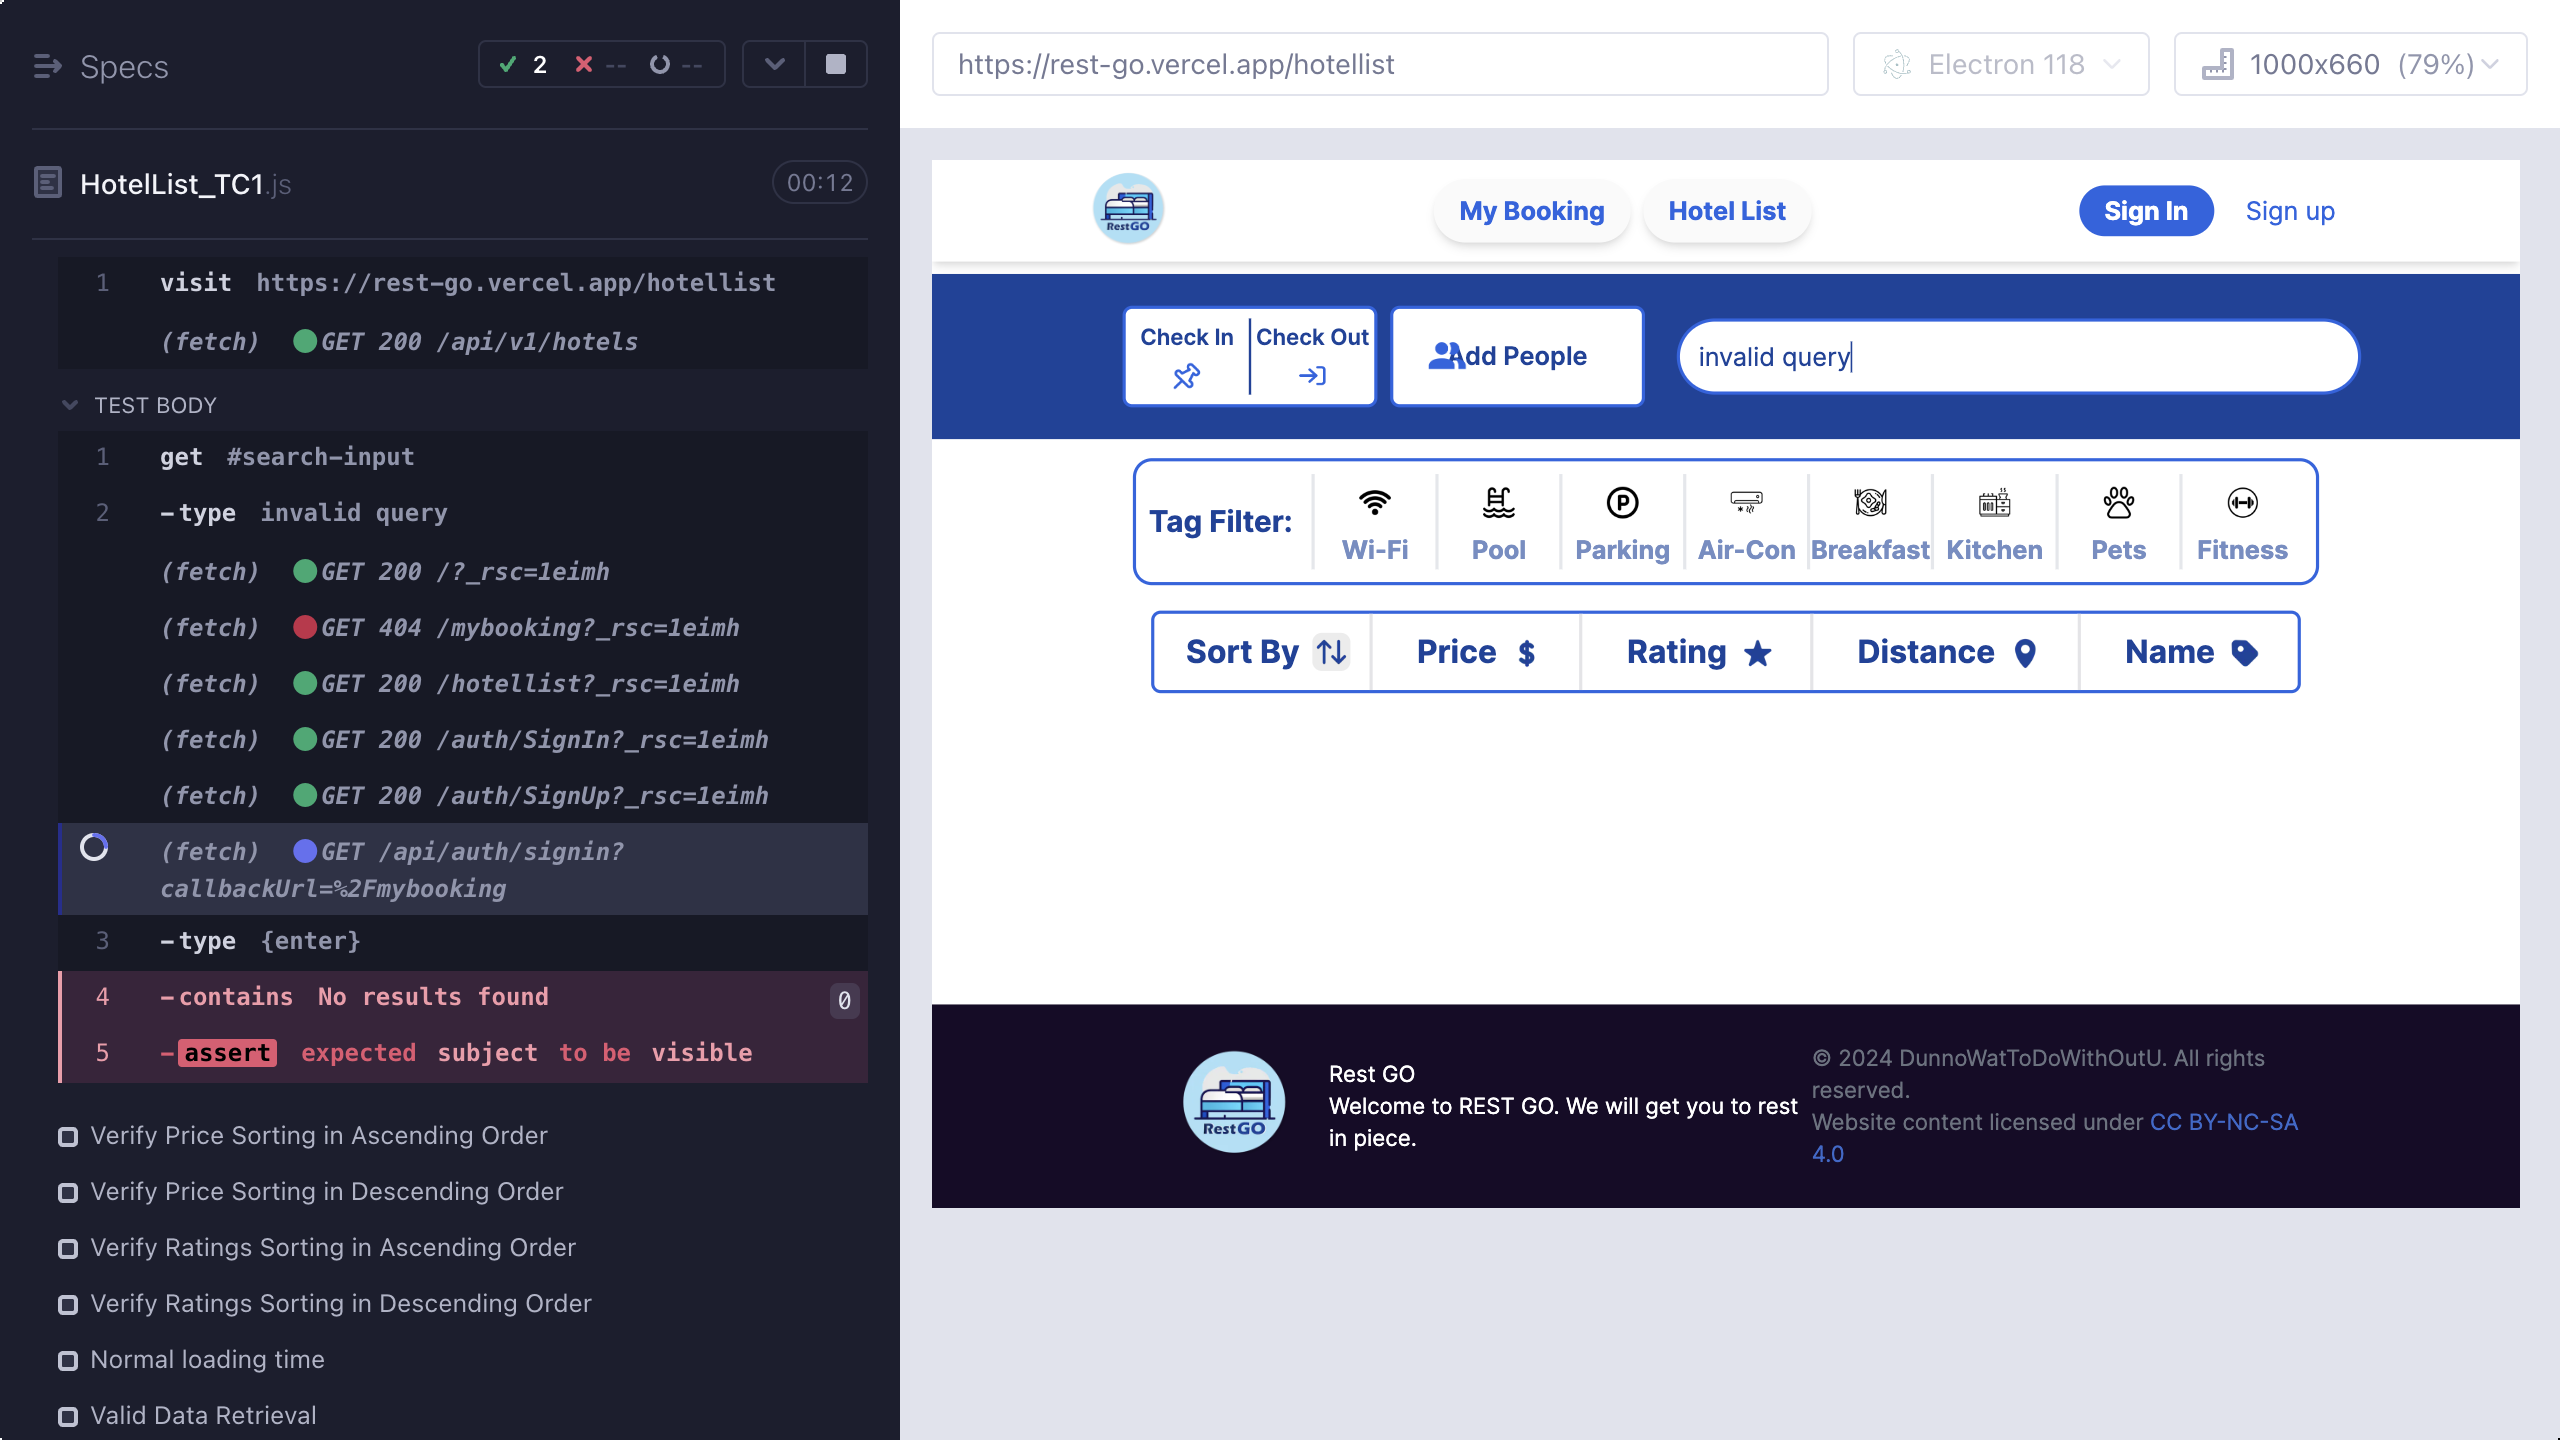 Specs
2
--
--
HotelList_TC1.js
00:12
1 visit https://rest-go.vercel.app/hotellist
(fetch) GET 200 /api/v1/hotels
TEST BODY
1 get #search-input
2 -type invalid query
(fetch) GET 200 /?_rsc=1eimh
(fetch) GET 404 /mybooking?_rsc=1eimh
(fetch) GET 200 /hotellist?_rsc=1eimh
(fetch) GET 200 /auth/SignIn?_rsc=1eimh
(fetch) GET 200 /auth/SignUp?_rsc=1eimh
(fetch) GET /api/auth/signin?
callbackUrl=%2Fmybooking
3 -type {enter}
4 -contains No results found 0
5 -assert expected subject to be visible
Verify Price Sorting in Ascending Order
Verify Price Sorting in Descending Order
Verify Ratings Sorting in Ascending Order
Verify Ratings Sorting in Descending Order
Normal loading time
Valid Data Retrieval
https://rest-go.vercel.app/hotellist
Electron 118
1000x660 (79%)
RestGO
My Booking
Hotel List
Sign In
Sign up
Check In
Check Out
Add People
invalid query
Tag Filter:
Wi-Fi
Pool
Parking
Air-Con
Breakfast
Kitchen
Pets
Fitness
Sort By
Price $
Rating
Distance
Name
RestGO
Rest GO
Welcome to REST GO. We will get you to rest
in piece.
© 2024 DunnoWatToDoWithOutU. All rights
reserved.
Website content licensed under CC BY-NC-SA
4.0